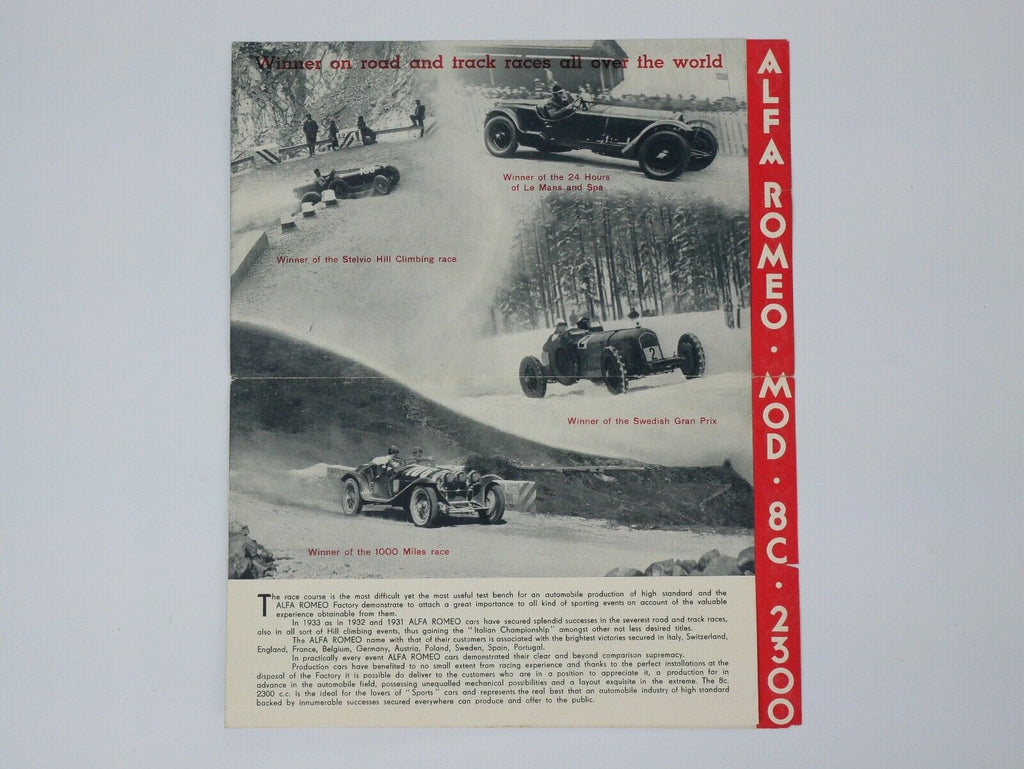 Winner on road and track races all over the world
Winner of the 24 Hours
of Le Mans and Spa
Winner of the Stelvio Hill Climbing race
2
Winner of the Swedish Gran Prix
Winner of the 1000 Miles race
The race course is the most difficult yet the most useful test bench for an automobile production of high standard and the
ALFA ROMEO Factory demonstrate to attach a great importance to all kind of sporting events on account of the valuable
experience obtainable from them.
In 1933 as in 1932 and 1931 ALFA ROMEO cars have secured splendid successes in the severest road and track races,
also in all sort of Hill climbing events, thus gaining the "Italian Championship" amongst other not less desired titles.
The ALFA ROMEO name with that of their customers is associated with the brightest victories secured in Italy, Switzerland,
England, France, Belgium, Germany, Austria, Poland, Sweden, Spain, Portugal.
In practically every event ALFA ROMEO cars demonstrated their clear and beyond comparison supremacy.
Production cars have benefited to no small extent from racing experience and thanks to the perfect installations at the
disposal of the Factory it is possible do deliver to the customers who are in a position to appreciate it, a production far in
advance in the automobile field, possessing unequalled mechanical possibilities and a layout exquisite in the extreme. The 8c.
2300 c.c. is the ideal for the lovers of "Sports" cars and represents the real best that an automobile industry of high standard
backed by innumerable successes secured everywhere can produce and offer to the public.
ALFA ROMEO · MOD · 8C · 2300